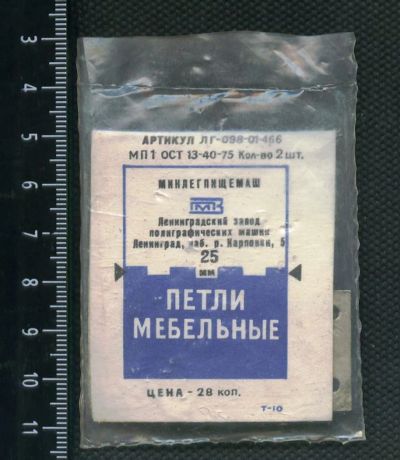 АРТИКУЛ ЛГ-098-01-466
МП1 ОСТ 13-40-75 Кол-во 2 шт.
МИНЛЕГПИЩЕМАШ
Ленинградский завод
полиграфических машин
Ленинград, наб. р. Карповки, 5
25
мм
ПЕТЛИ
МЕБЕЛЬНЫЕ
ЦЕНА - 28 коп.
Т-10
3
4
5
6
7
8
9
10
11